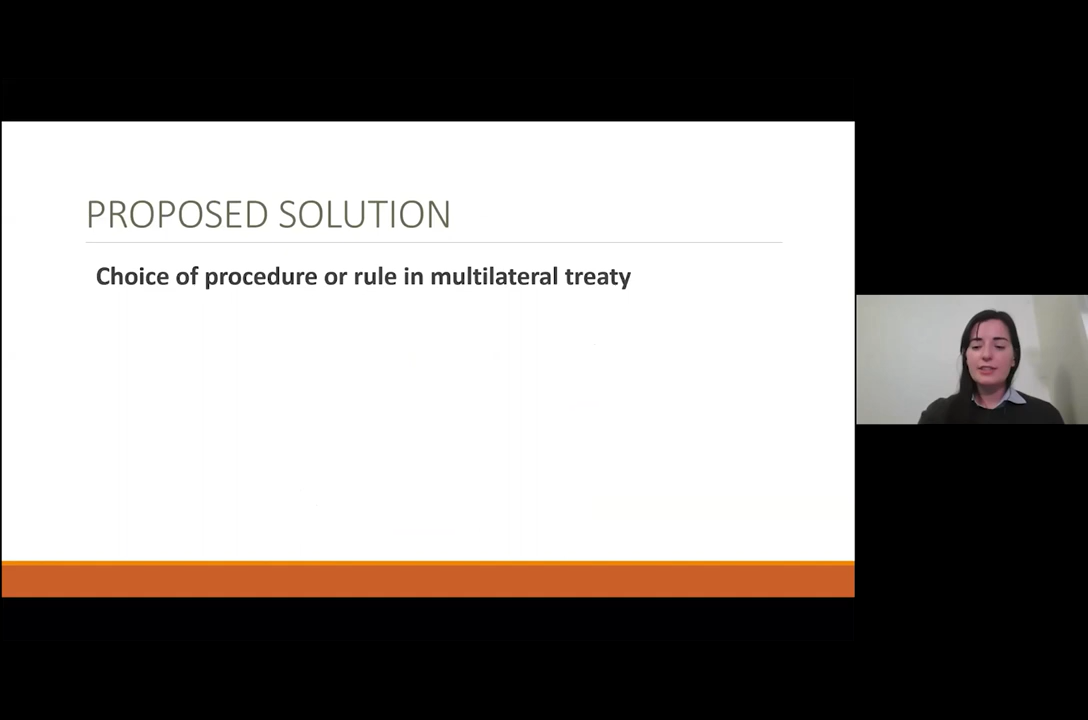 PROPOSED SOLUTION
Choice of procedure or rule in multilateral treaty